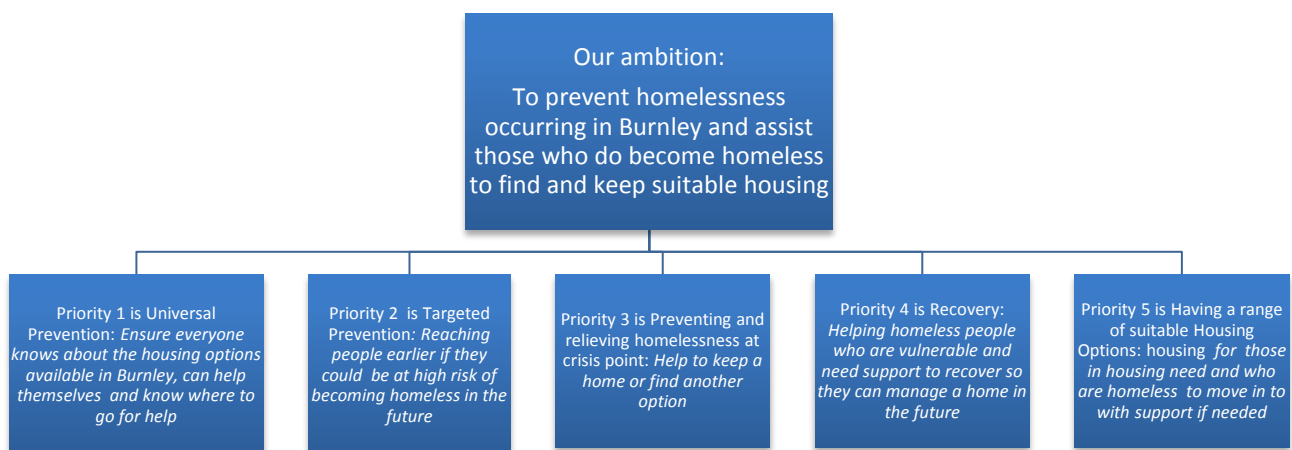 Our ambition:
To prevent homelessness
occurring in Burnley and assist
those who do become homeless
to find and keep suitable housing
Priority 1 is Universal
Prevention: Ensure everyone
knows about the housing options
available in Burnley, can help
themselves and know where to
go for help
Priority 2 is Targeted
Prevention: Reaching
people earlier if they
could be at high risk of
becoming homeless in the
future
Priority 3 is Preventing and
relieving homelessness at
crisis point: Help to keep a
home or find another
option
Priority 4 is Recovery:
Helping homeless people
who are vulnerable and
need support to recover so
they can manage a home in
the future
Priority 5 is Having a range
of suitable Housing
Options: housing for those
in housing need and who
are homeless to move in to
with support if needed